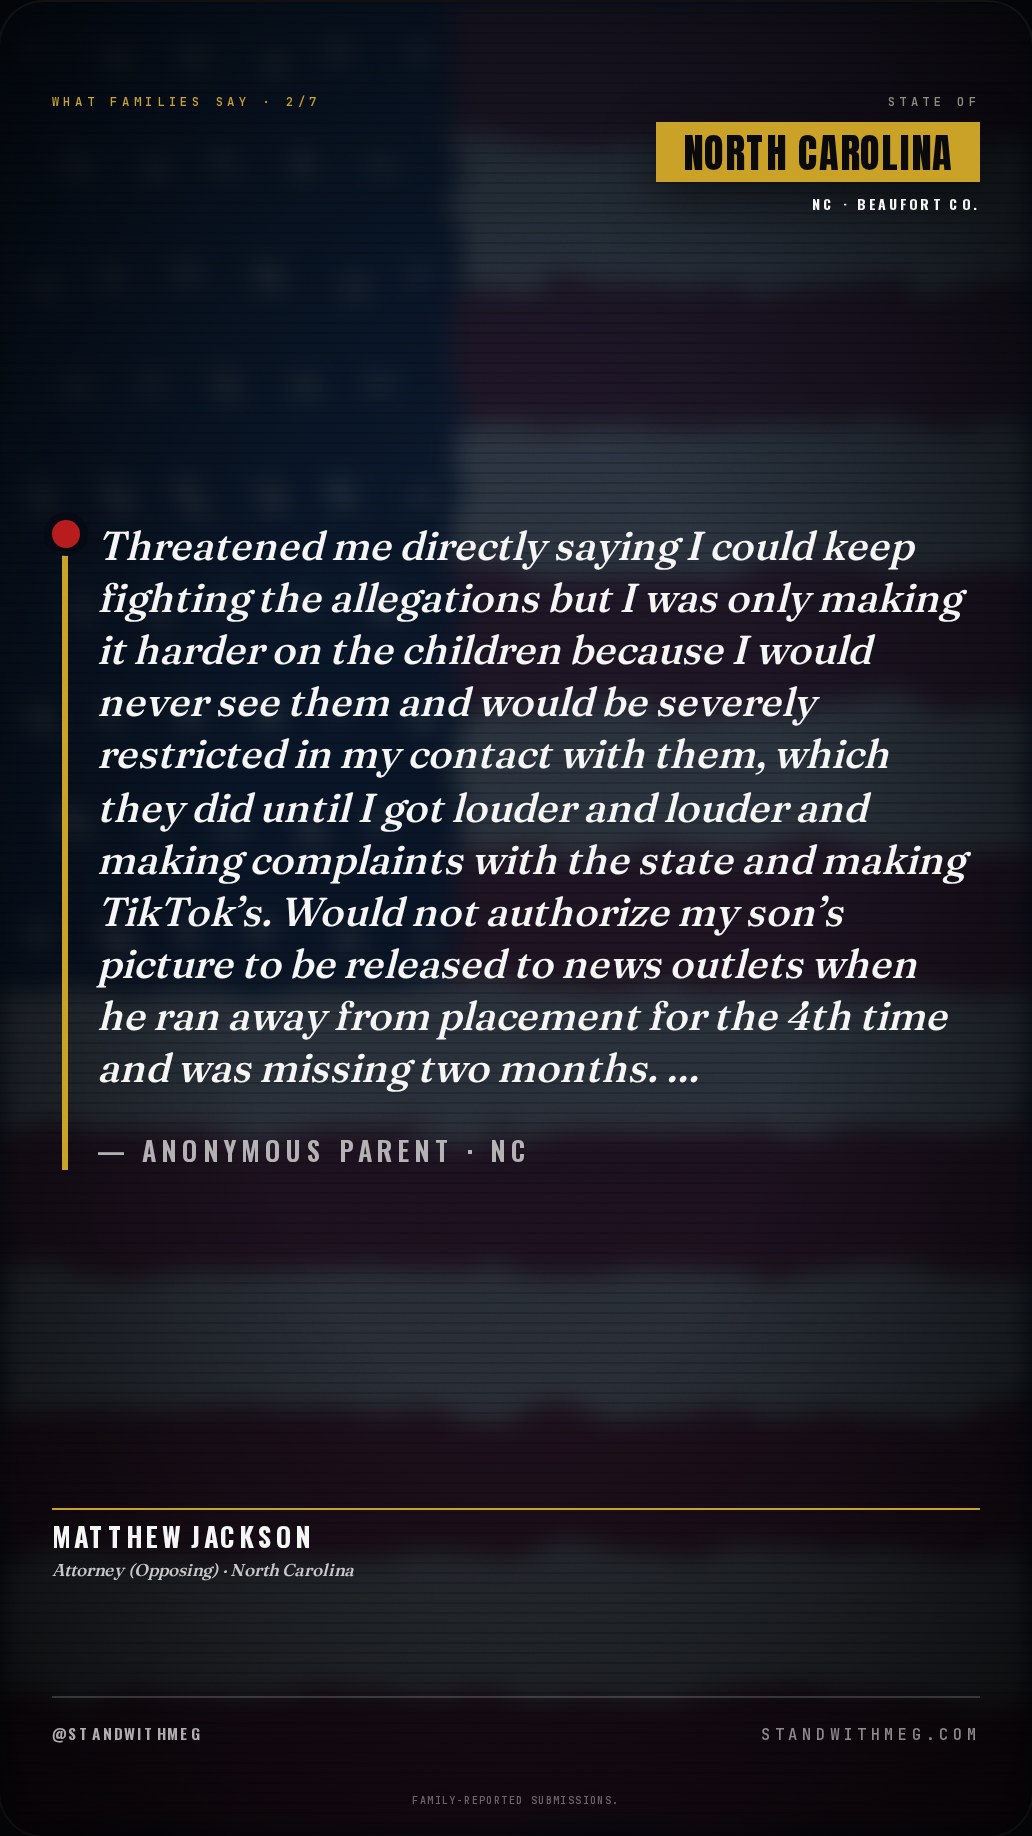 WHAT FAMILIES SAY · 2/7
STATE OF
NORTH CAROLINA
NC · BEAUFORT CO.
Threatened me directly saying I could keep
fighting the allegations but I was only making
it harder on the children because I would
never see them and would be severely
restricted in my contact with them, which
they did until I got louder and louder and
making complaints with the state and making
TikTok’s. Would not authorize my son’s
picture to be released to news outlets when
he ran away from placement for the 4th time
and was missing two months. ...
— ANONYMOUS PARENT · NC
MATTHEW JACKSON
Attorney (Opposing) · North Carolina
@STANDWITHMEG
STANDWITHMEG.COM
FAMILY-REPORTED SUBMISSIONS.